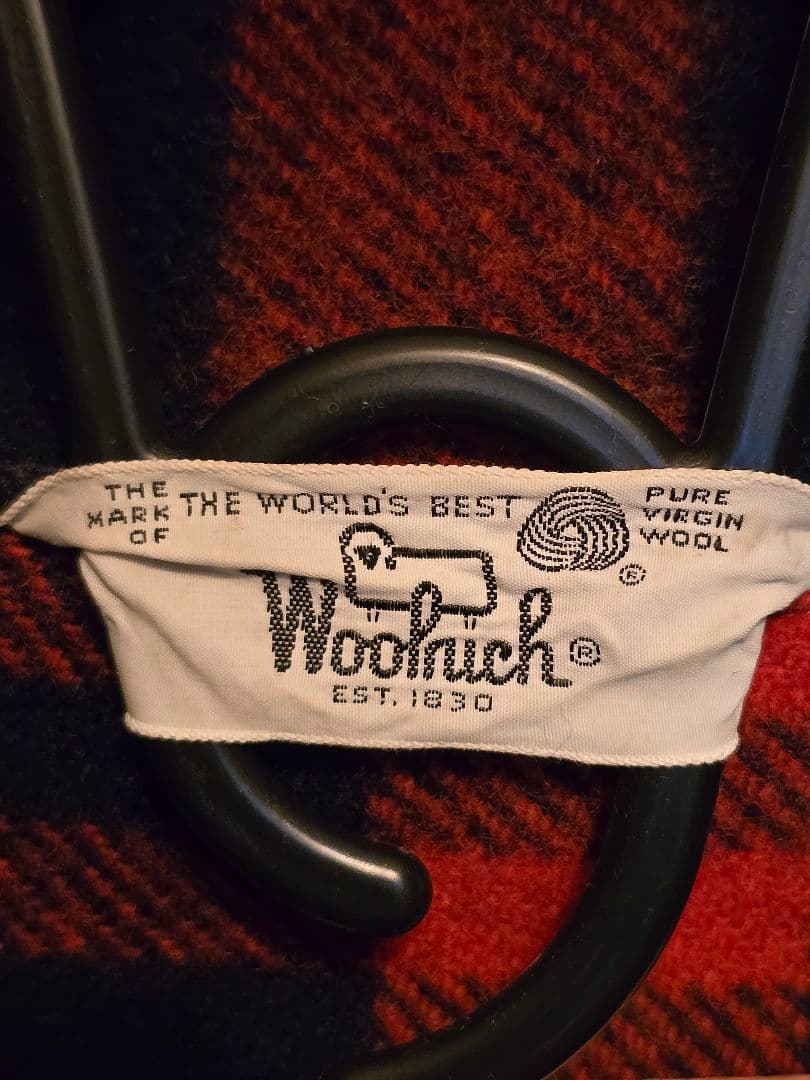 THE
MARK
OF
THE WORLD'S BEST
®
PURE
VIRGIN
WOOL
Woolrich®
EST. 1830